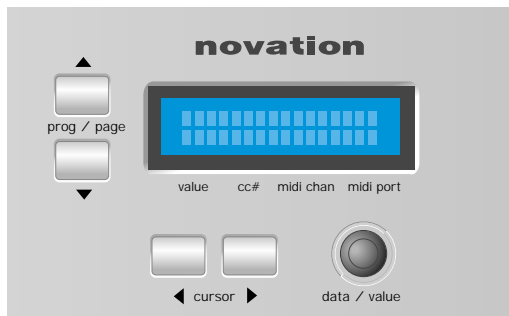 novation
prog / page
value cc# midi chan midi port
cursor data / value